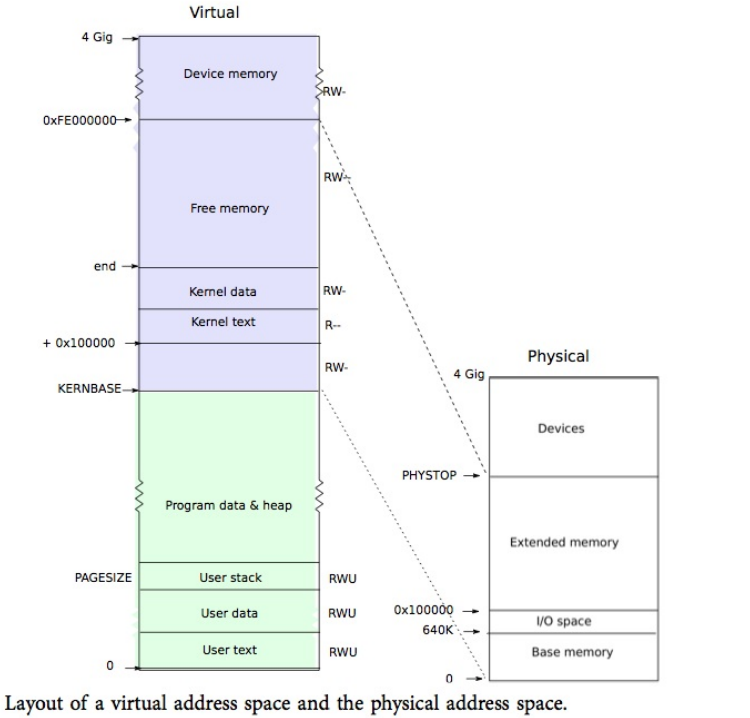 Virtual
4 Gig
Device memory
RW-
0xFE000000
RW--
Free memory
end
Kernel data
RW-
Kernel text
R--
+ 0x100000
RW-
KERNBASE
Program data & heap
PAGESIZE
User stack
RWU
User data
RWU
User text
RWU
0
Physical
4 Gig
Devices
PHYSTOP
Extended memory
0x100000
I/O space
640K
Base memory
0
Layout of a virtual address space and the physical address space.